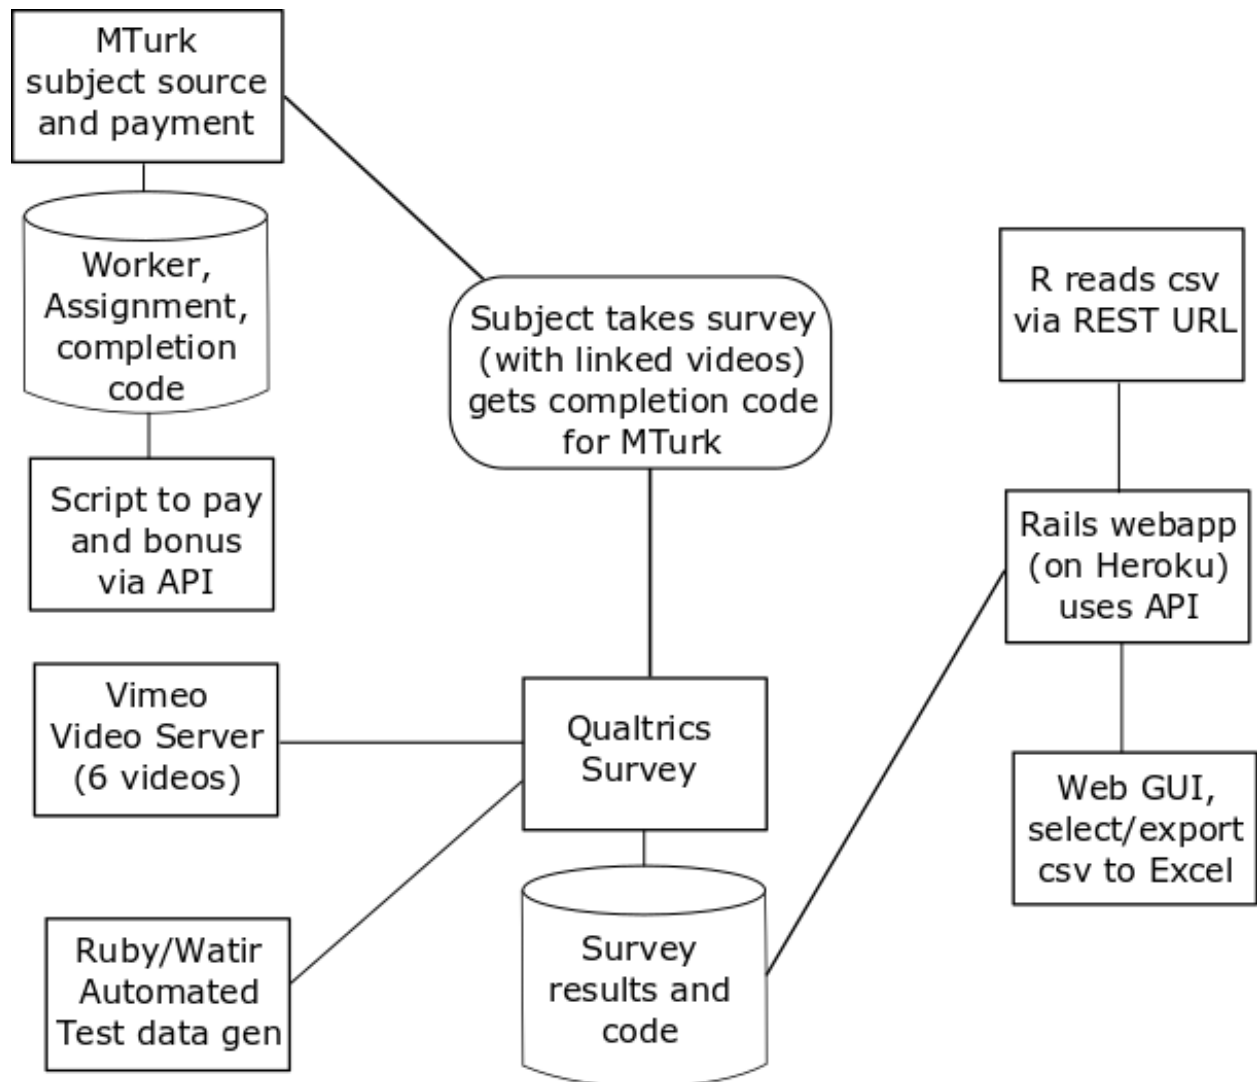 MTurk
subject source
and payment
Worker,
Assignment,
completion
code
Script to pay
and bonus
via API
Subject takes survey
(with linked videos)
gets completion code
for MTurk
R reads csv
via REST URL
Rails webapp
(on Heroku)
uses API
Web GUI,
select/export
csv to Excel
Vimeo
Video Server
(6 videos)
Qualtrics
Survey
Ruby/Watir
Automated
Test data gen
Survey
results and
code